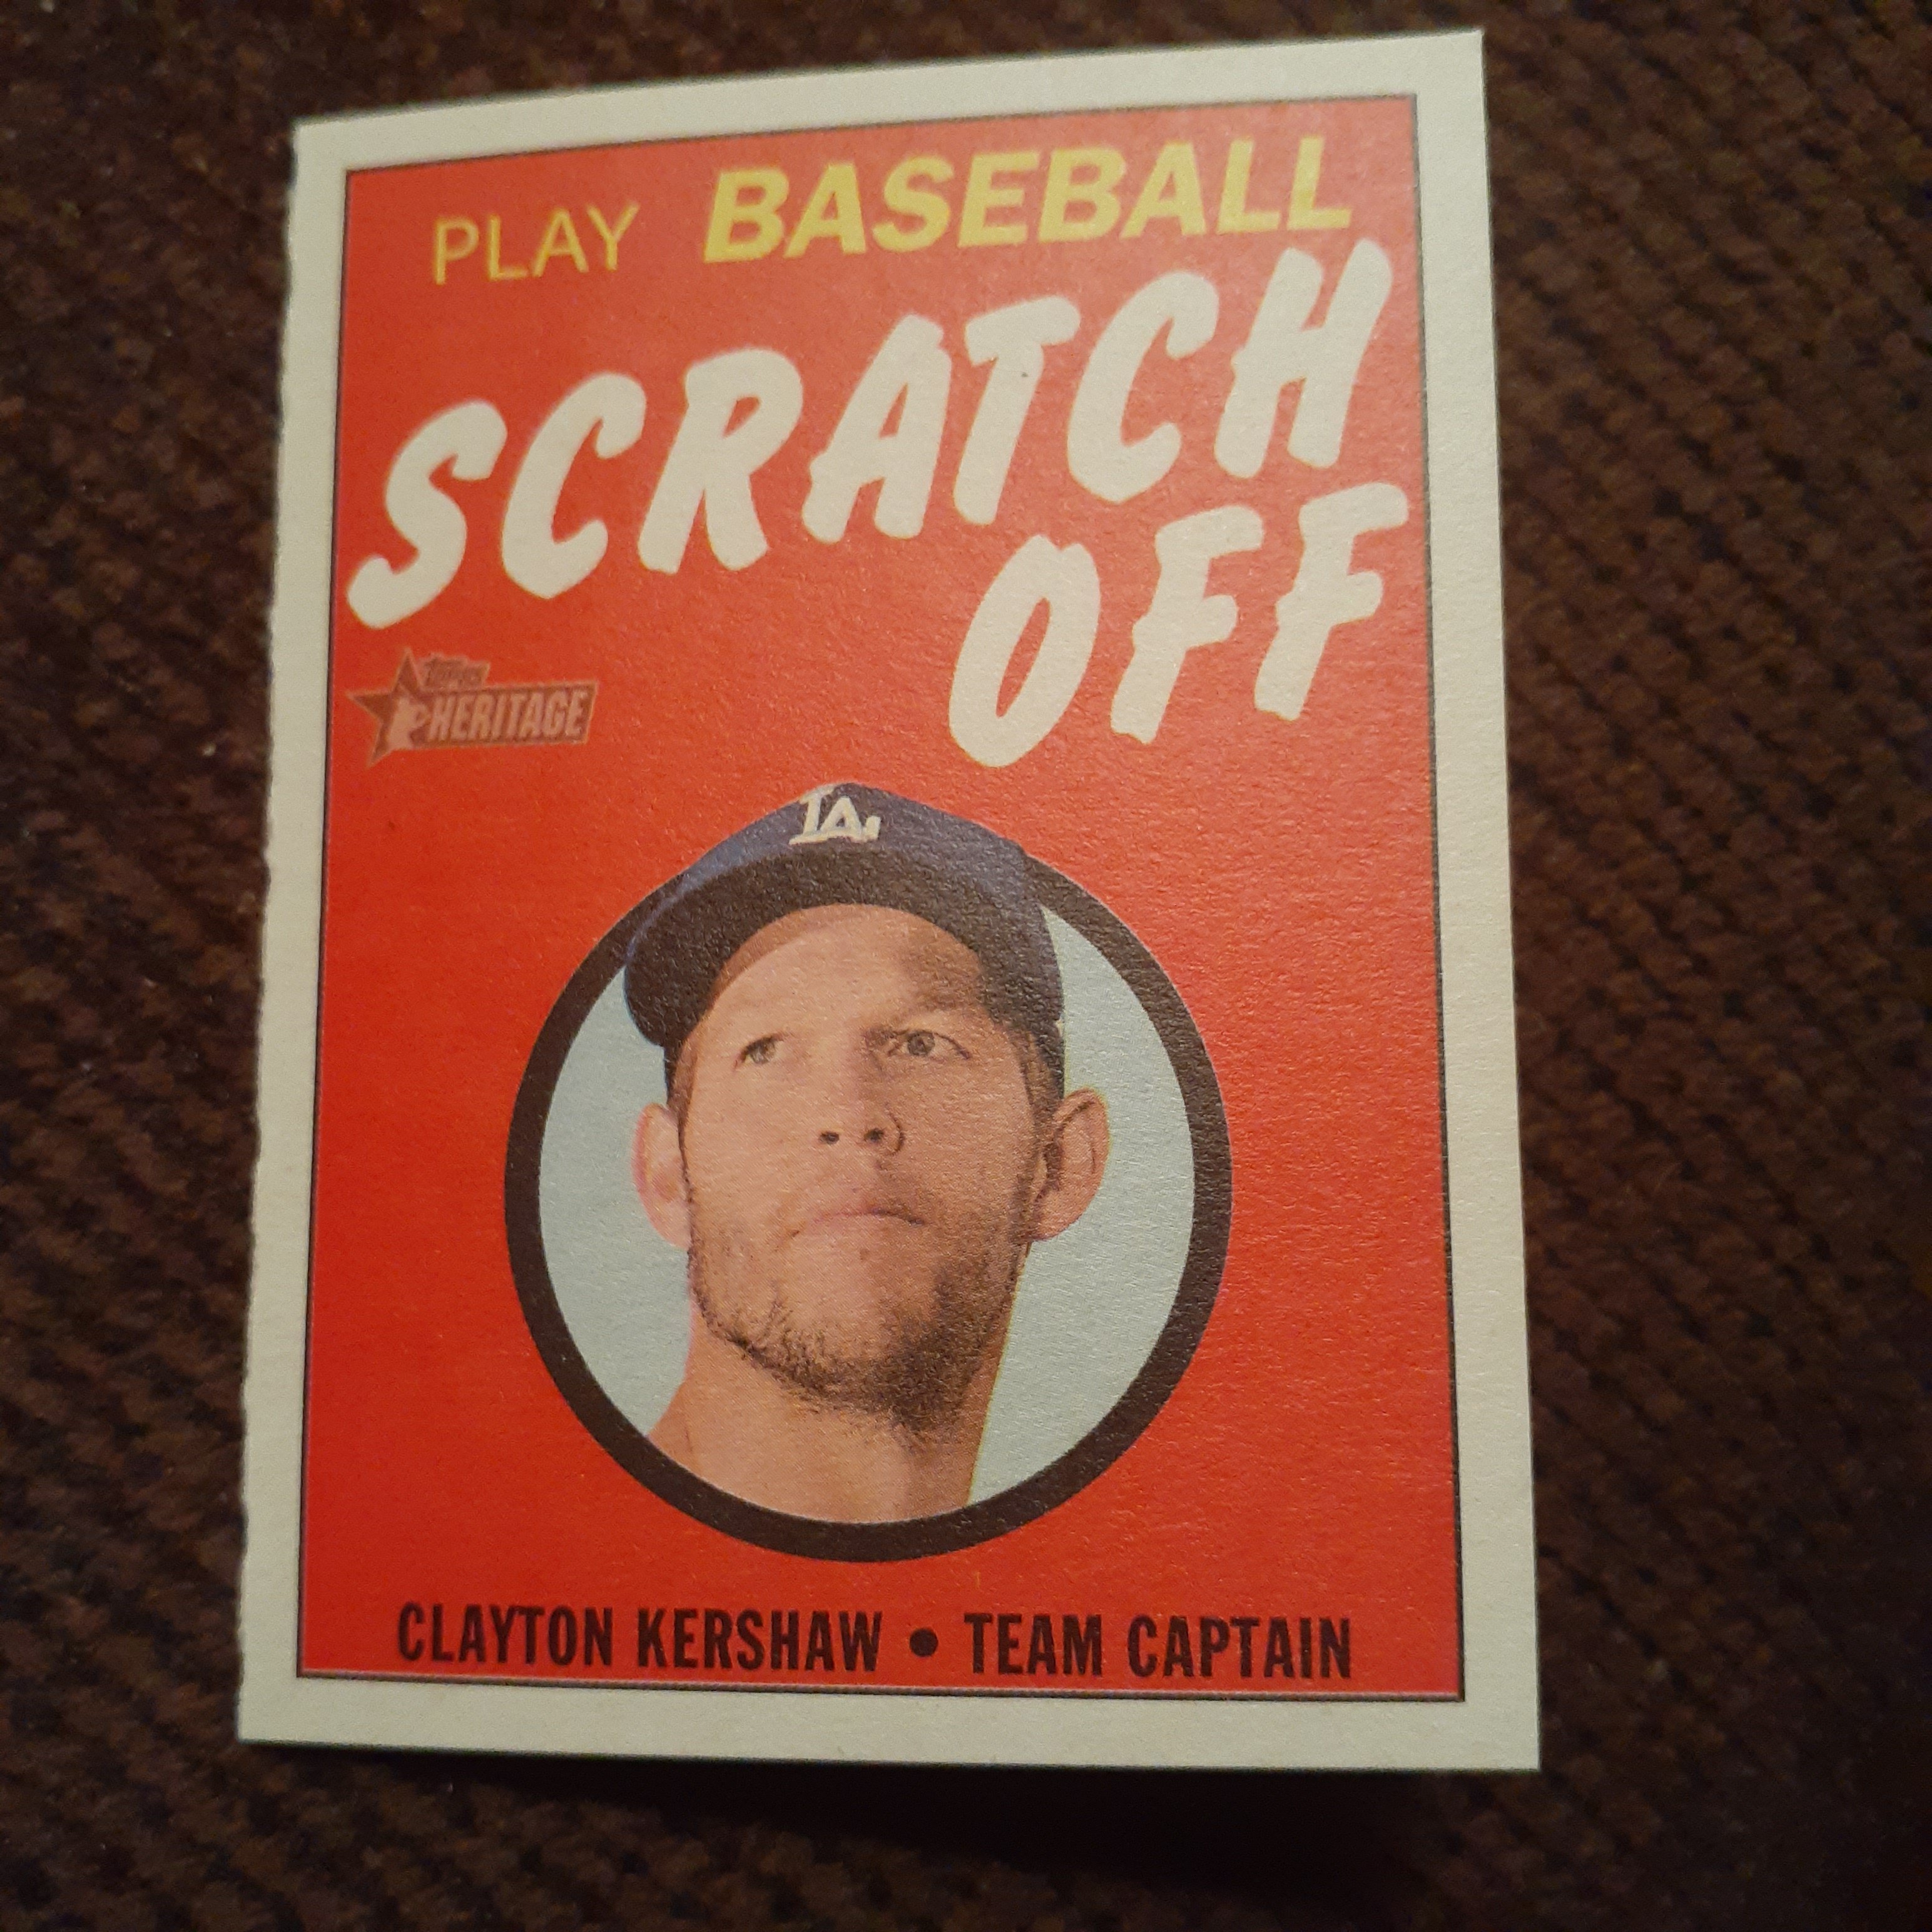 PLAY BASEBALL
SCRATCH
OFF
TOPPS
HERITAGE
LA
CLAYTON KERSHAW • TEAM CAPTAIN